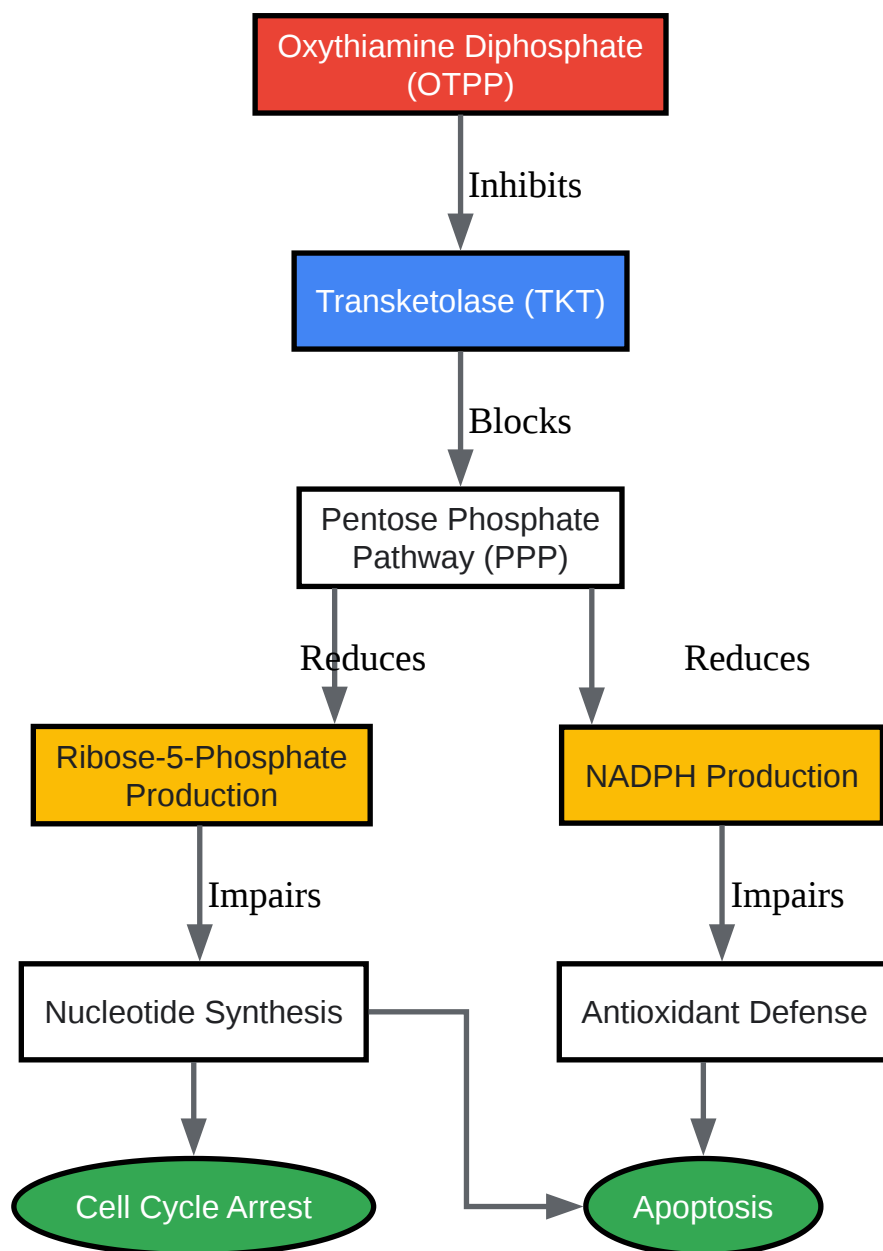 Oxythiamine Diphosphate
(OTPP)
Inhibits
Transketolase (TKT)
Blocks
Pentose Phosphate
Pathway (PPP)
Reduces
Reduces
Ribose-5-Phosphate
Production
NADPH Production
Impairs
Impairs
Nucleotide Synthesis
Antioxidant Defense
Cell Cycle Arrest
Apoptosis